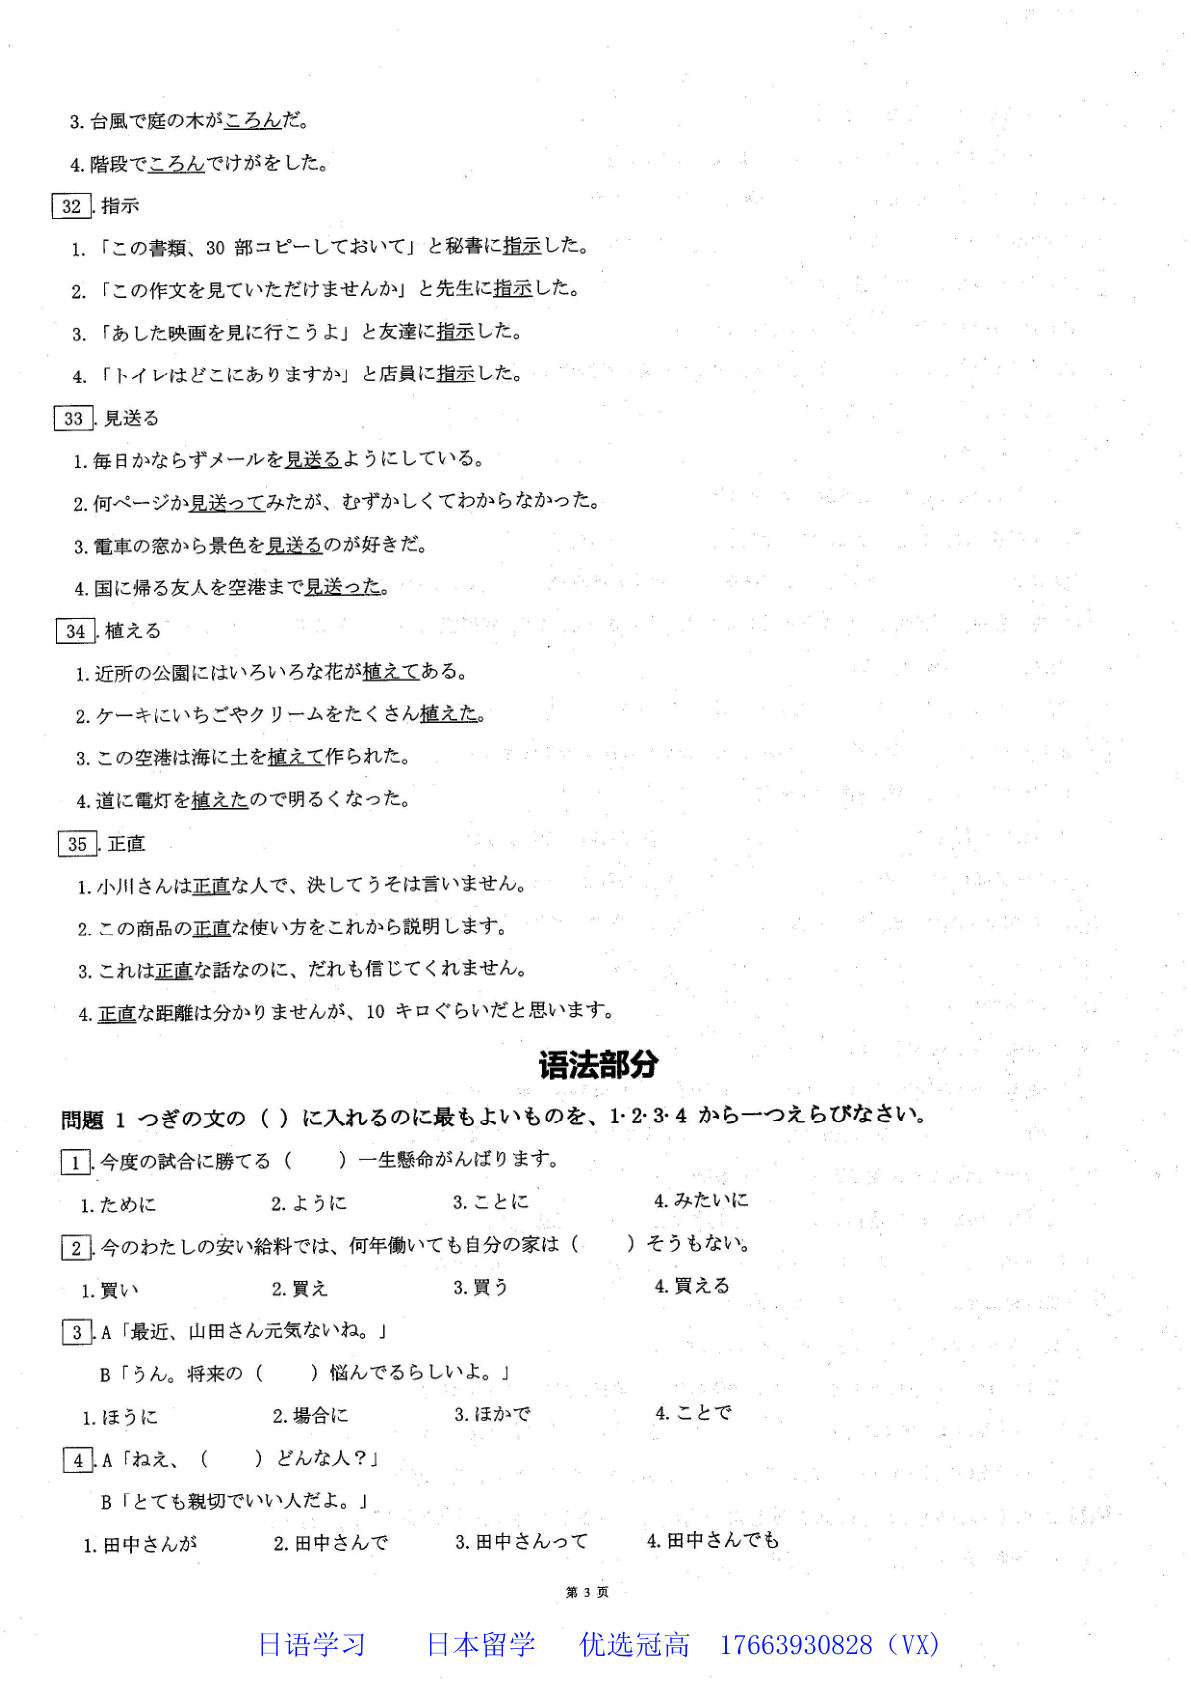 3. 台風で庭の木がころんだ。
4. 階段でころんでけがをした。
32. 指示
1. 「この書類、30 部コピーしておいて」と秘書に指示した。
2. 「この作文を見ていただけませんか」と先生に指示した。
3. 「あした映画を見に行こうよ」と友達に指示した。
4. 「トイレはどこにありますか」と店員に指示した。
33. 見送る
1. 毎日かならずメールを見送るようにしている。
2. 何ページか見送ってみたが、むずかしくてわからなかった。
3. 電車の窓から景色を見送るのが好きだ。
4. 国に帰る友人を空港まで見送った。
34. 植える
1. 近所の公園にはいろいろな花が植えてある。
2. ケーキにいちごやクリームをたくさん植えた。
3. この空港は海に土を植えて作られた。
4. 道に電灯を植えたので明るくなった。
35. 正直
1. 小川さんは正直な人で、決してうそは言いません。
2. この商品の正直な使い方をこれから説明します。
3. これは正直な話なのに、だれも信じてくれません。
4. 正直な距離は分かりませんが、10 キロぐらいだと思います。
语法部分
問題 1 つぎの文の（ ）に入れるのに最もよいものを、1·2·3·4 から一つえらびなさい。
1. 今度の試合に勝てる（　　）一生懸命がんばります。
1. ために 2. ように 3. ことに 4. みたいに
2. 今のわたしの安い給料では、何年働いても自分の家は（　　）そうもない。
1. 買い 2. 買え 3. 買う 4. 買える
3. A「最近、山田さん元気ないね。」
B「うん。将来の（　　）悩んでるらしいよ。」
1. ほうに 2. 場合に 3. ほかで 4. ことで
4. A「ねえ、（　　）どんな人？」
B「とても親切でいい人だよ。」
1. 田中さんが 2. 田中さんで 3. 田中さんって 4. 田中さんでも
第 3 页
日语学习 日本留学 优选冠高 17663930828（VX)